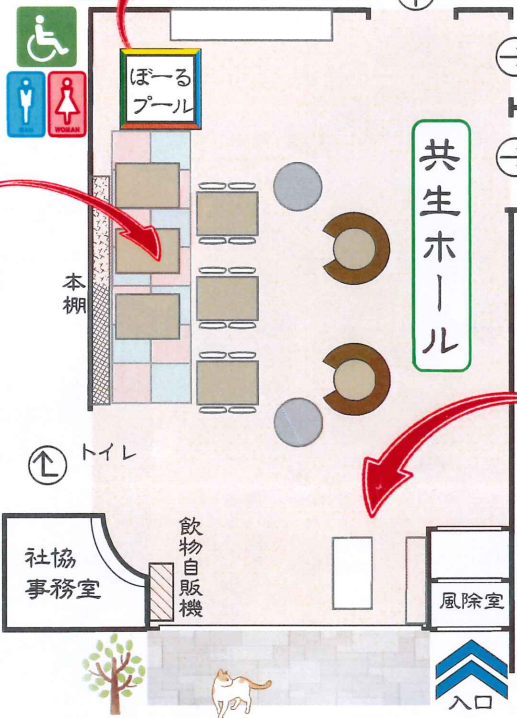 MAN
WOMAN
ぼーる
プール
共生ホール
本棚
トイレ
飲物自販機
社協
事務室
風除室
入口